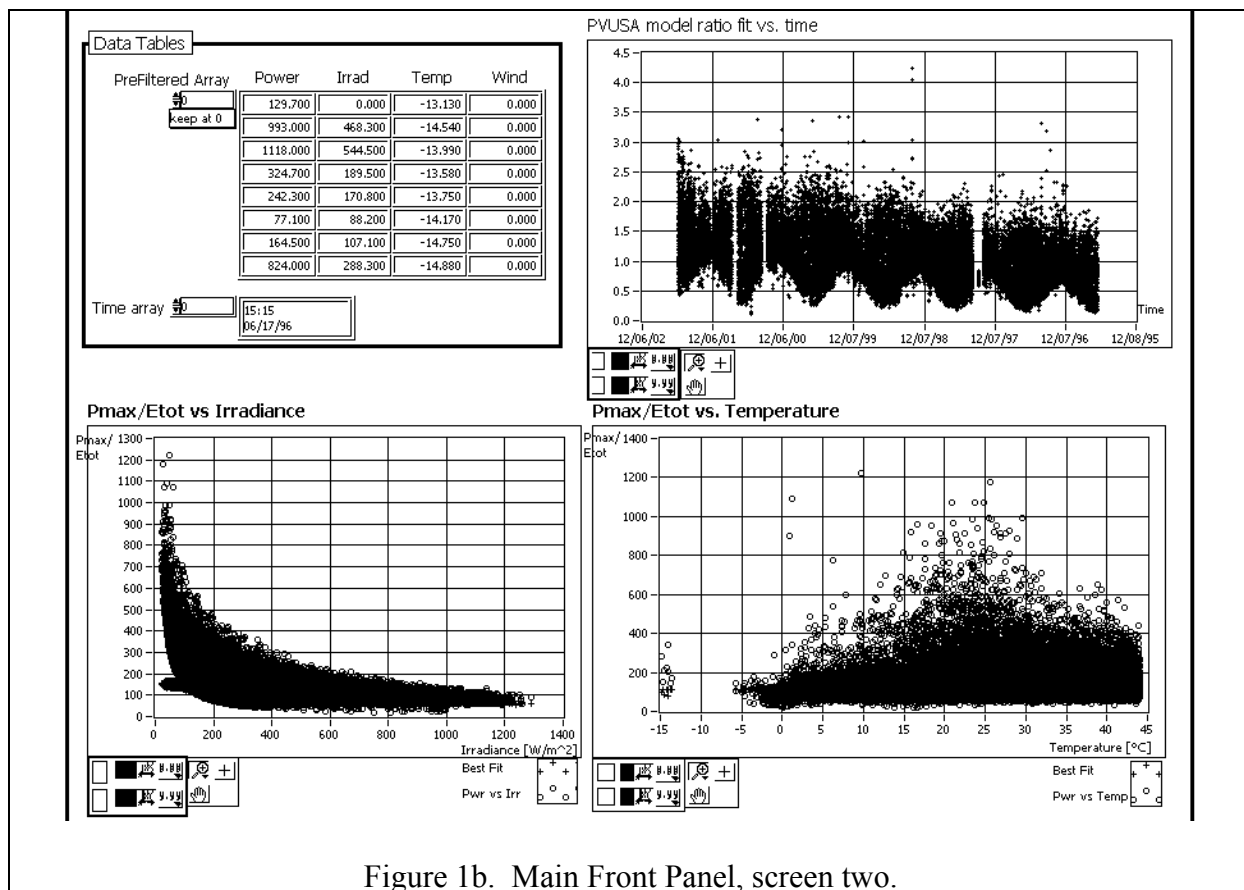 Data Tables
PreFiltered Array Power Irrad Temp Wind
0
keep at 0
129.700 0.000 -13.130 0.000
993.000 468.300 -14.540 0.000
1118.000 544.500 -13.990 0.000
324.700 189.500 -13.580 0.000
242.300 170.800 -13.750 0.000
77.100 88.200 -14.170 0.000
164.500 107.100 -14.750 0.000
824.000 288.300 -14.880 0.000
Time array 0
15:15
06/17/96
PVUSA model ratio fit vs. time
4.5
4.0
3.5
3.0
2.5
2.0
1.5
1.0
0.5
0.0
Time
12/06/02 12/06/01 12/06/00 12/07/99 12/07/98 12/07/97 12/07/96 12/08/95
Pmax/Etot vs Irradiance
Pmax/
Etot
1300
1200
1100
1000
900
800
700
600
500
400
300
200
100
0
0 200 400 600 800 1000 1200 1400
Irradiance [W/m^2]
Best Fit
Pwr vs Irr
Pmax/Etot vs. Temperature
Pmax/
Etot
1400
1200
1000
800
600
400
200
0
-15 -10 -5 0 5 10 15 20 25 30 35 40 45
Temperature [ºC]
Best Fit
Pwr vs Temp
Figure 1b. Main Front Panel, screen two.